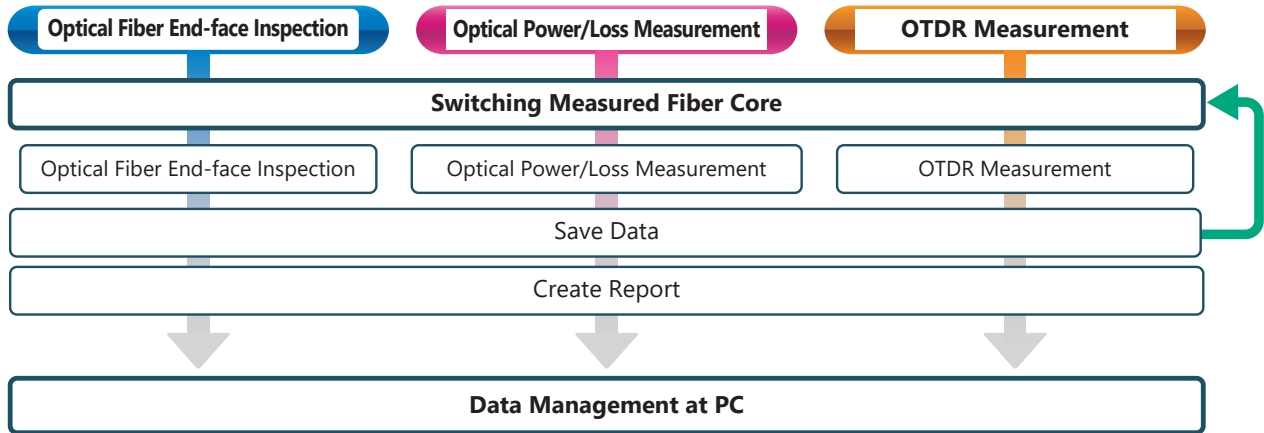 Optical Fiber End-face Inspection
Optical Power/Loss Measurement
OTDR Measurement
Switching Measured Fiber Core
Optical Fiber End-face Inspection
Optical Power/Loss Measurement
OTDR Measurement
Save Data
Create Report
Data Management at PC